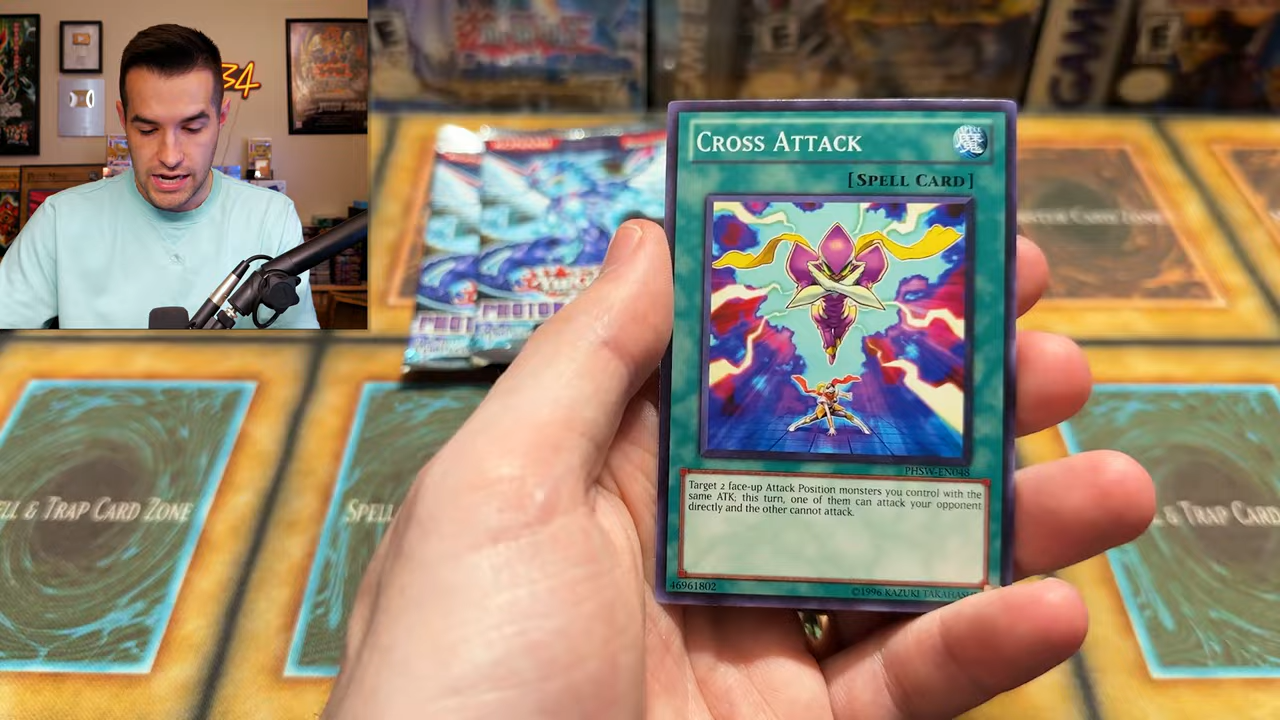 34
GAME
E
E
CROSS ATTACK
魔
[SPELL CARD]
PHSW-EN048
Target 2 face-up Attack Position monsters you control with the
same ATK; this turn, one of them can attack your opponent
directly and the other cannot attack.
46961802
©1996 KAZUKI TAKAHASHI
& TRAP CARD ZONE
SPELL
& TRAP CARD